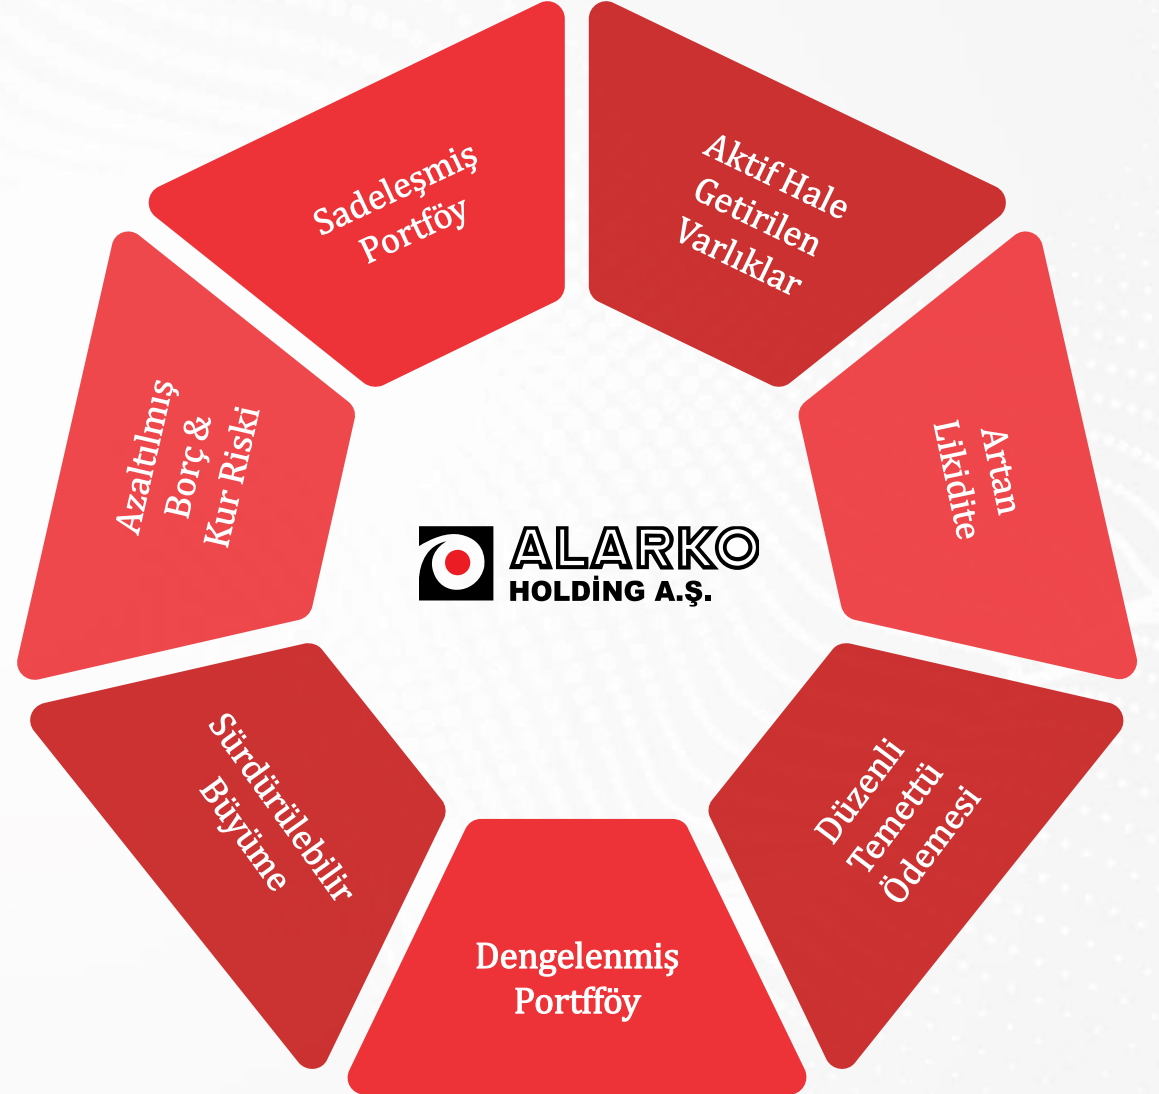 Sadeleşmiş
Portföy
Aktif Hale
Getirilen
Varlıklar
Artan
Likidite
Düzenli
Temettü
Ödemesi
Dengelenmiş
Portfföy
Sürdürülebilir
Büyüme
Azaltılmış
Borç &
Kur Riski
ALARKO
HOLDİNG A.Ş.